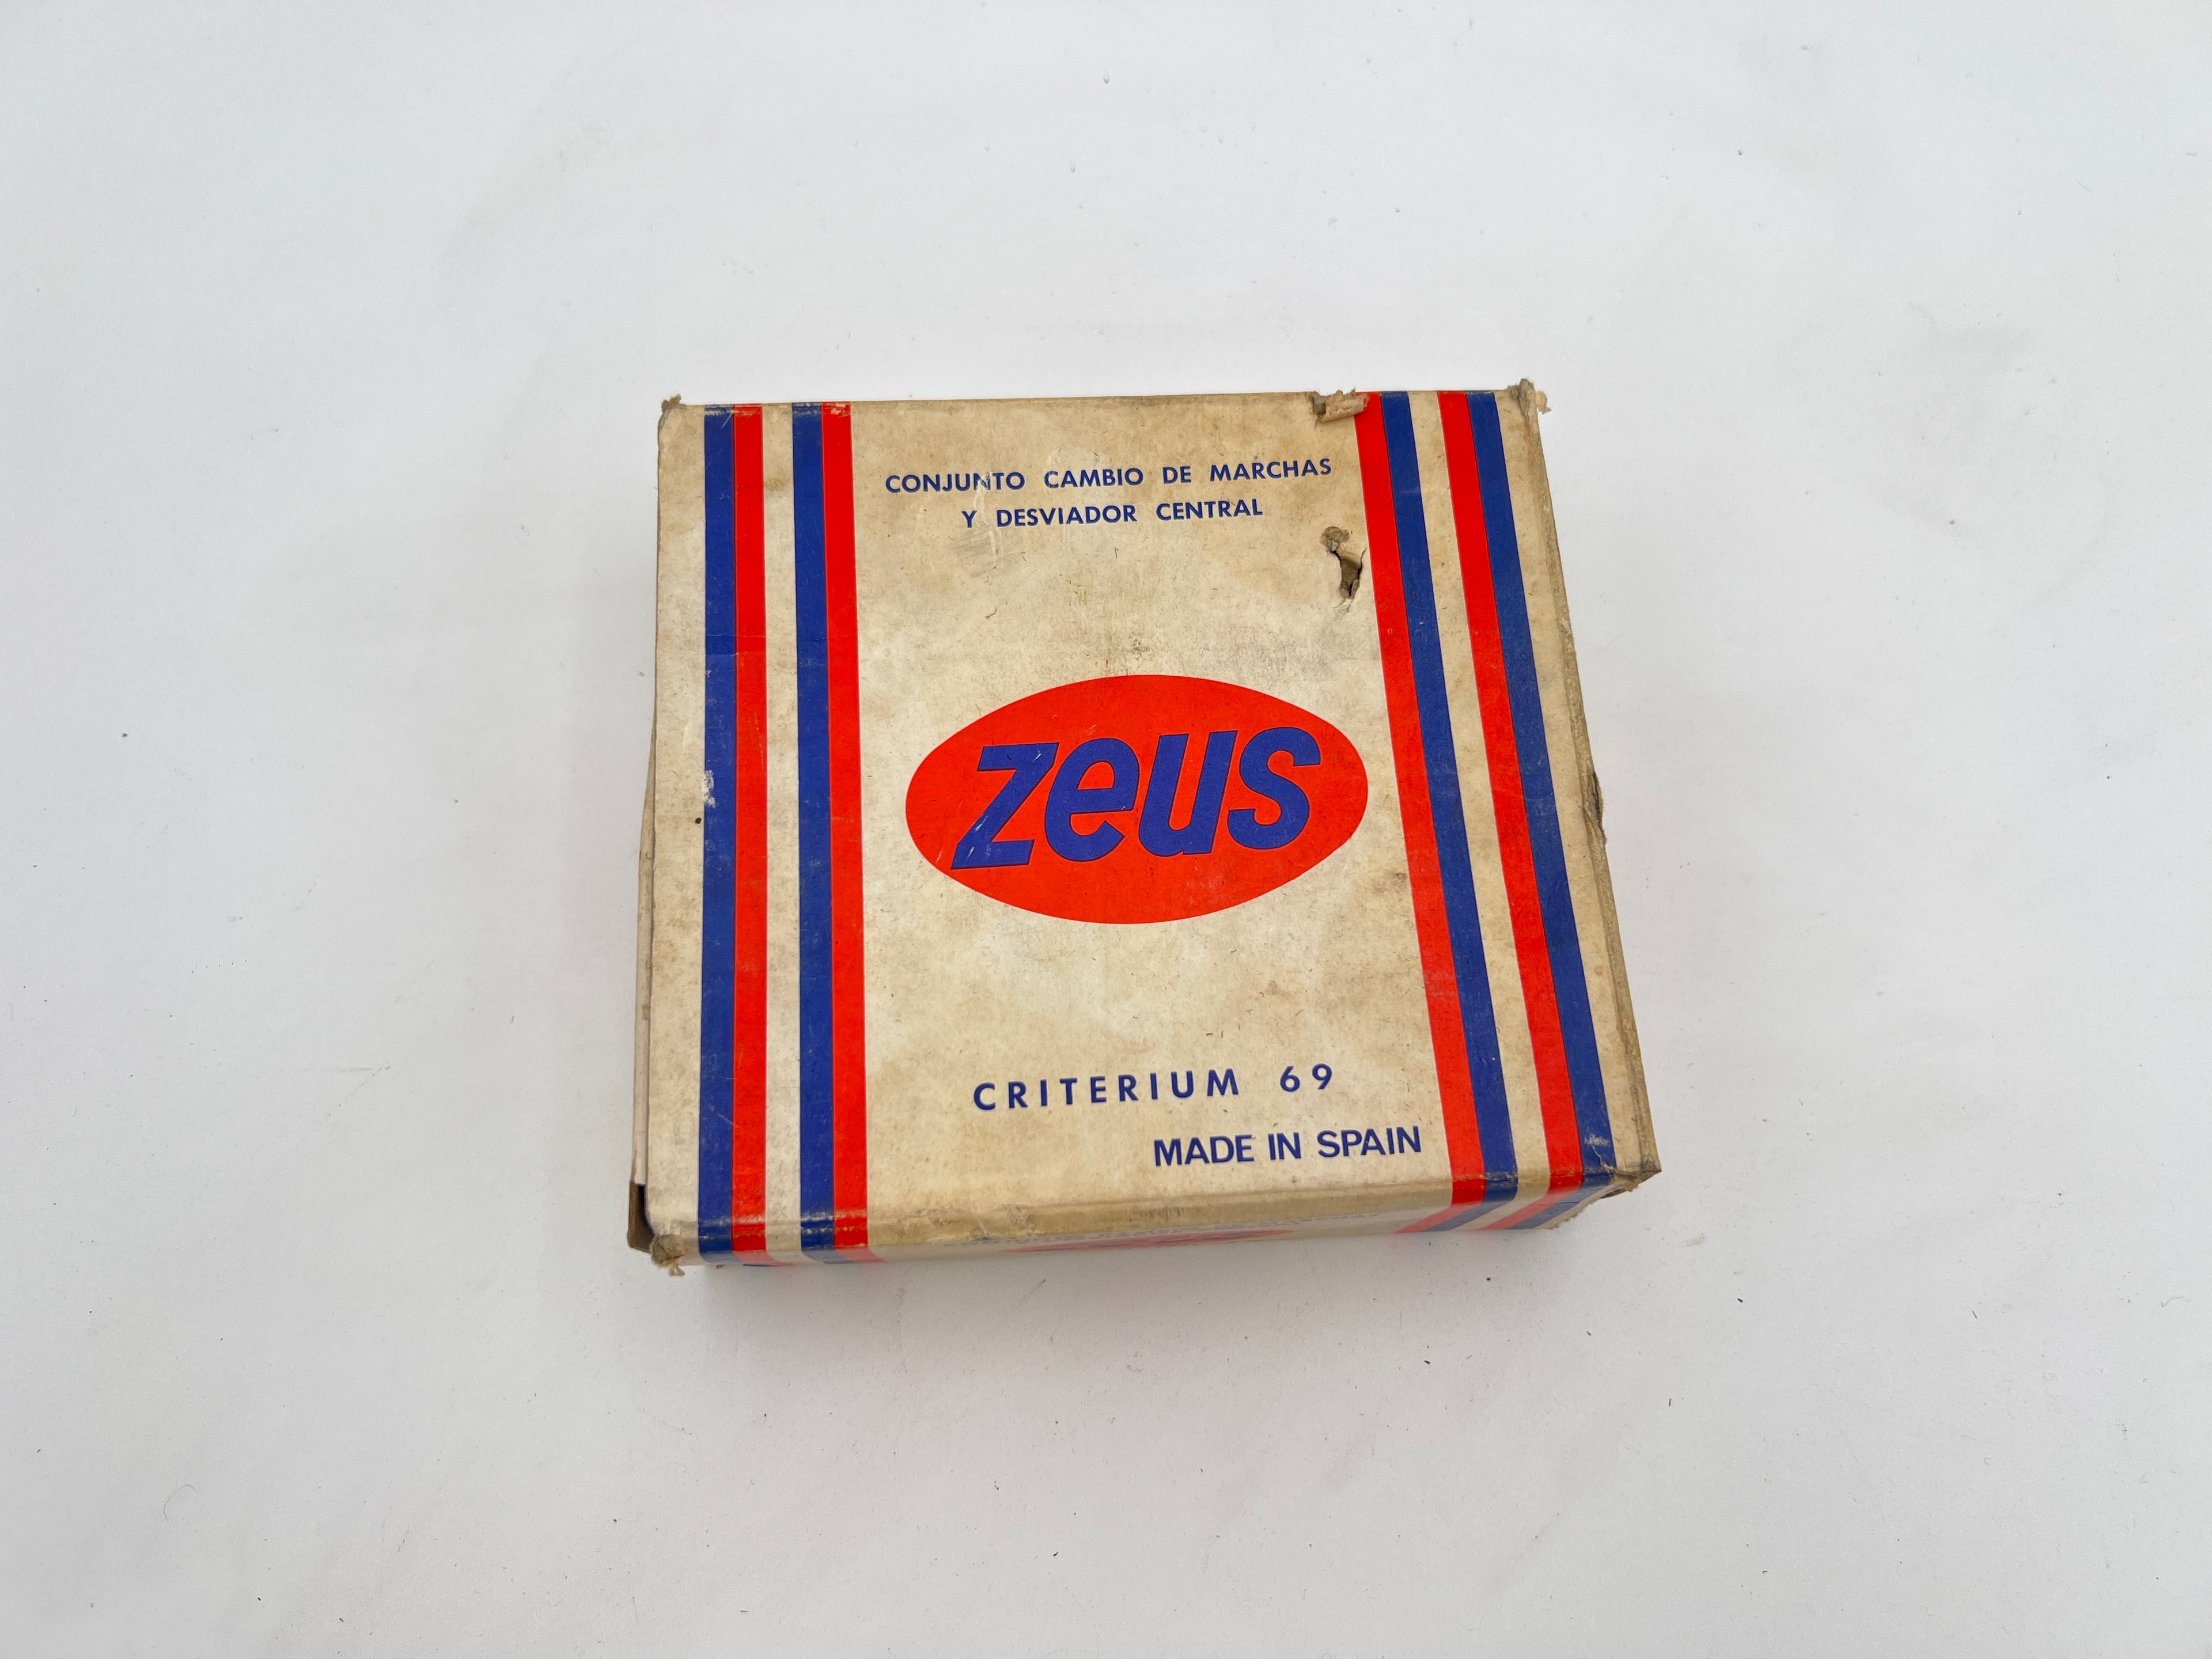 CONJUNTO CAMBIO DE MARCHAS
Y DESVIADOR CENTRAL
zeus
CRITERIUM 69
MADE IN SPAIN